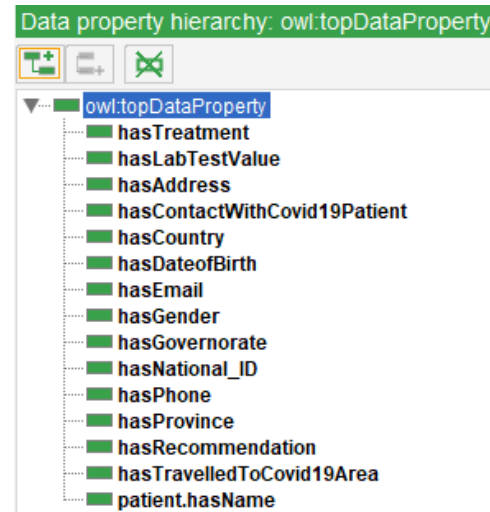 Data property hierarchy: owl:topDataProperty
owl:topDataProperty
hasTreatment
hasLabTestValue
hasAddress
hasContactWithCovid19Patient
hasCountry
hasDateofBirth
hasEmail
hasGender
hasGovernorate
hasNational_ID
hasPhone
hasProvince
hasRecommendation
hasTravelledToCovid19Area
patient.hasName